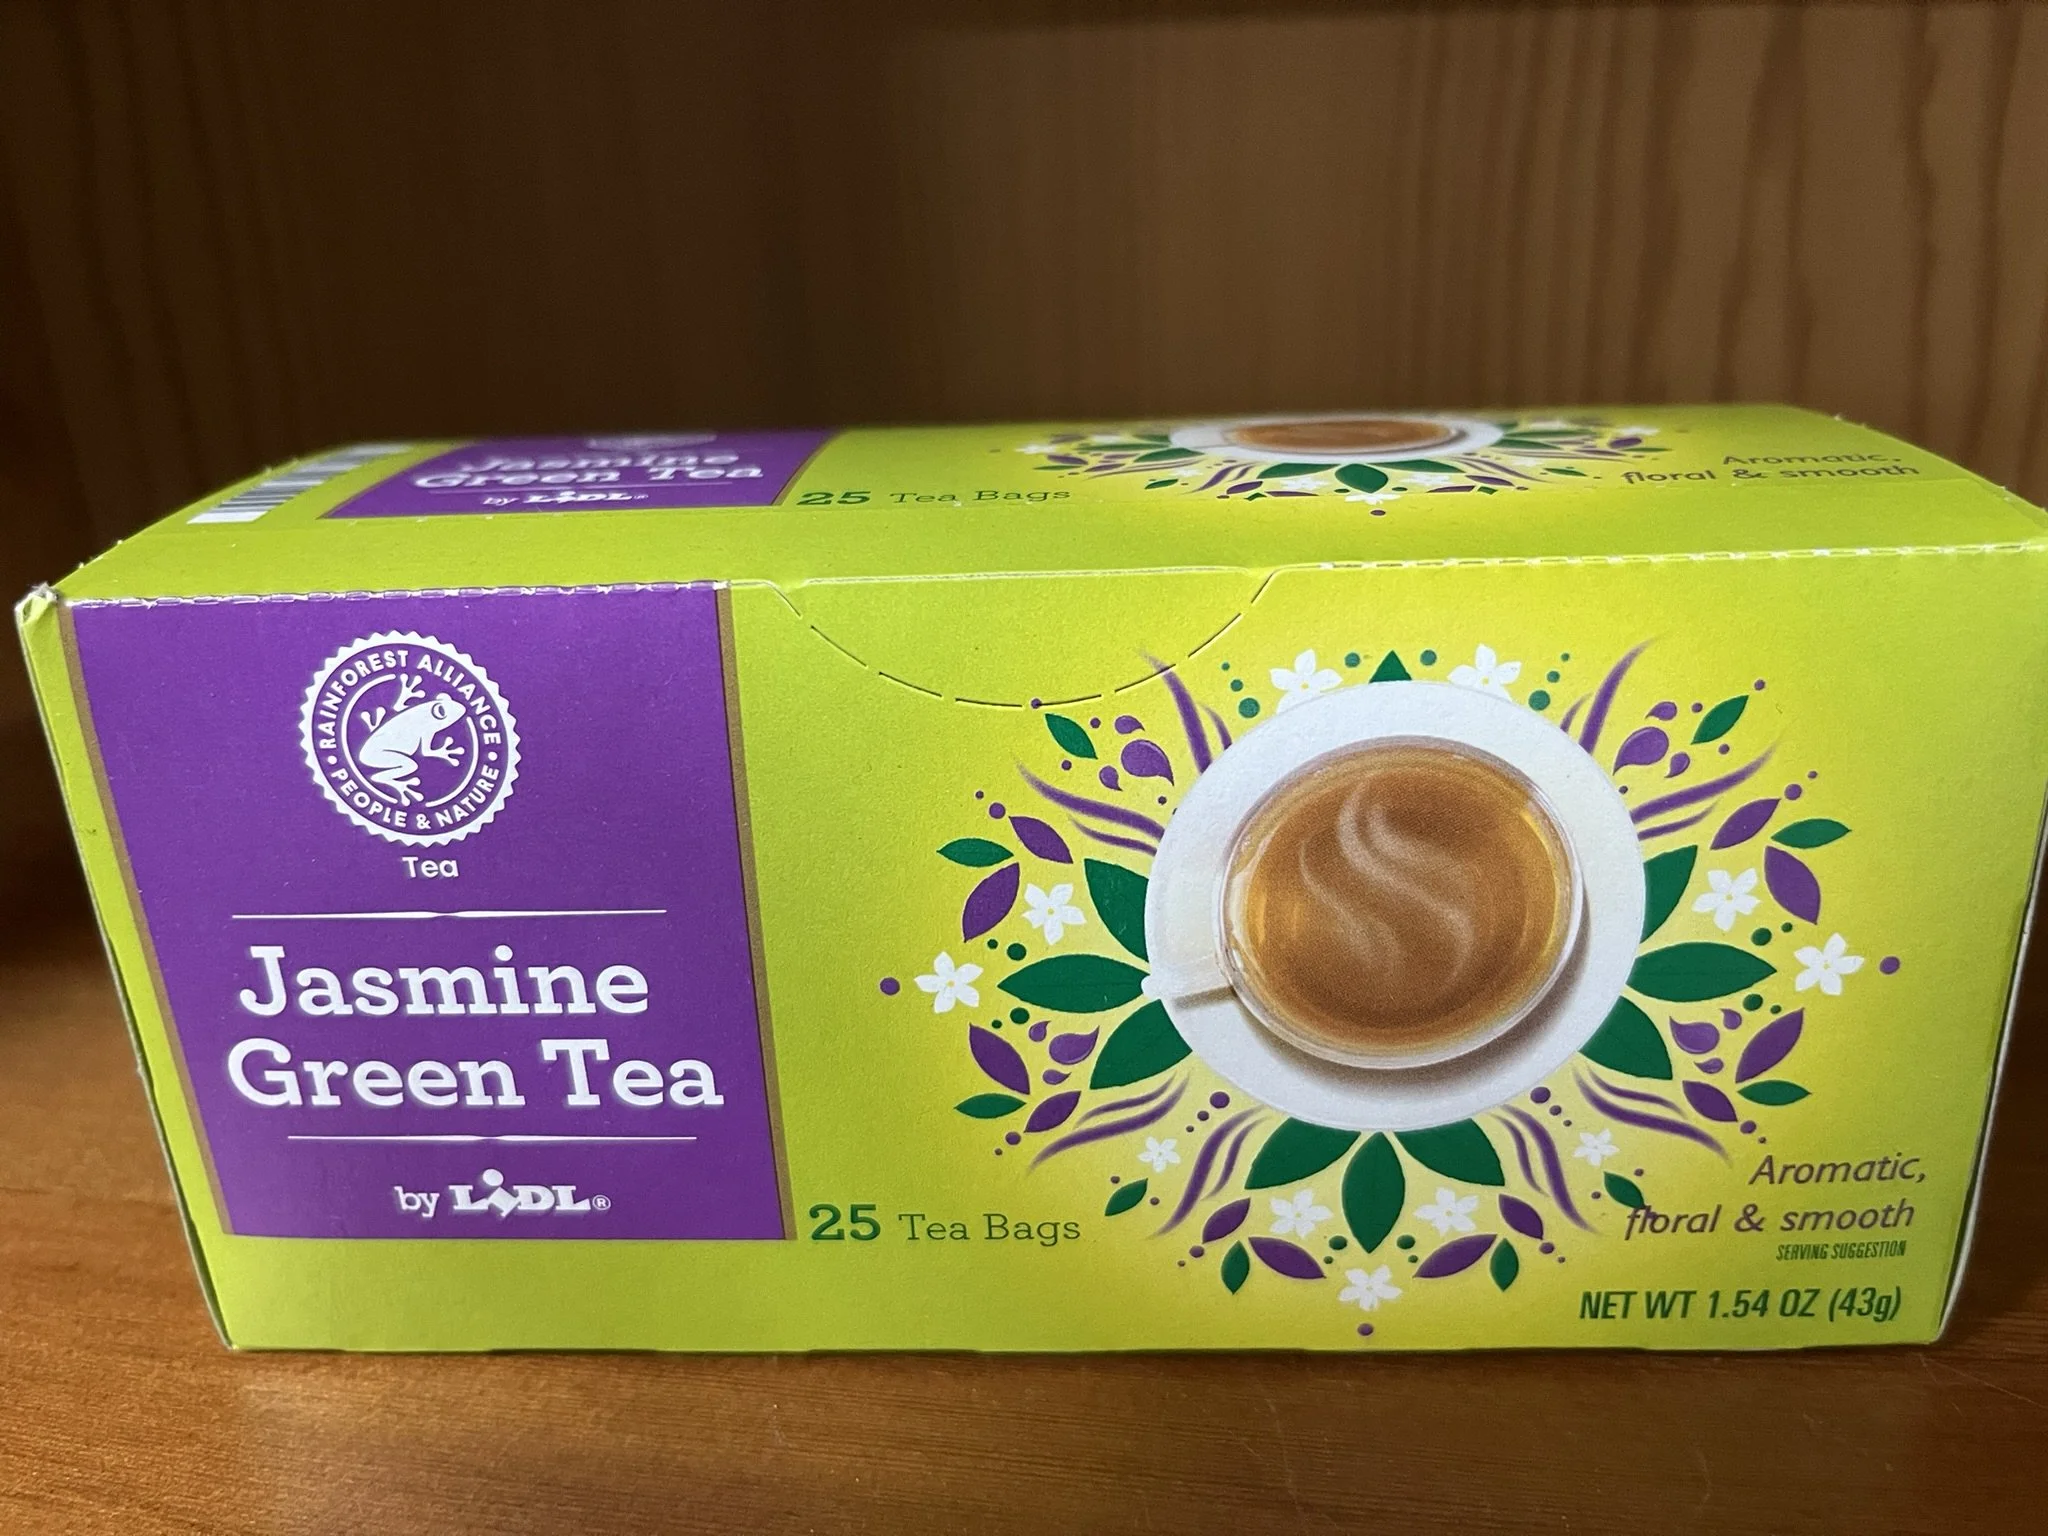 Jasmine
Green Tea
by LIDL®
25 Tea Bags
Aromatic,
floral & smooth
RAINFOREST ALLIANCE
• PEOPLE & NATURE •
Tea
Jasmine
Green Tea
by LIDL®
25 Tea Bags
Aromatic,
floral & smooth
SERVING SUGGESTION
NET WT 1.54 OZ (43g)